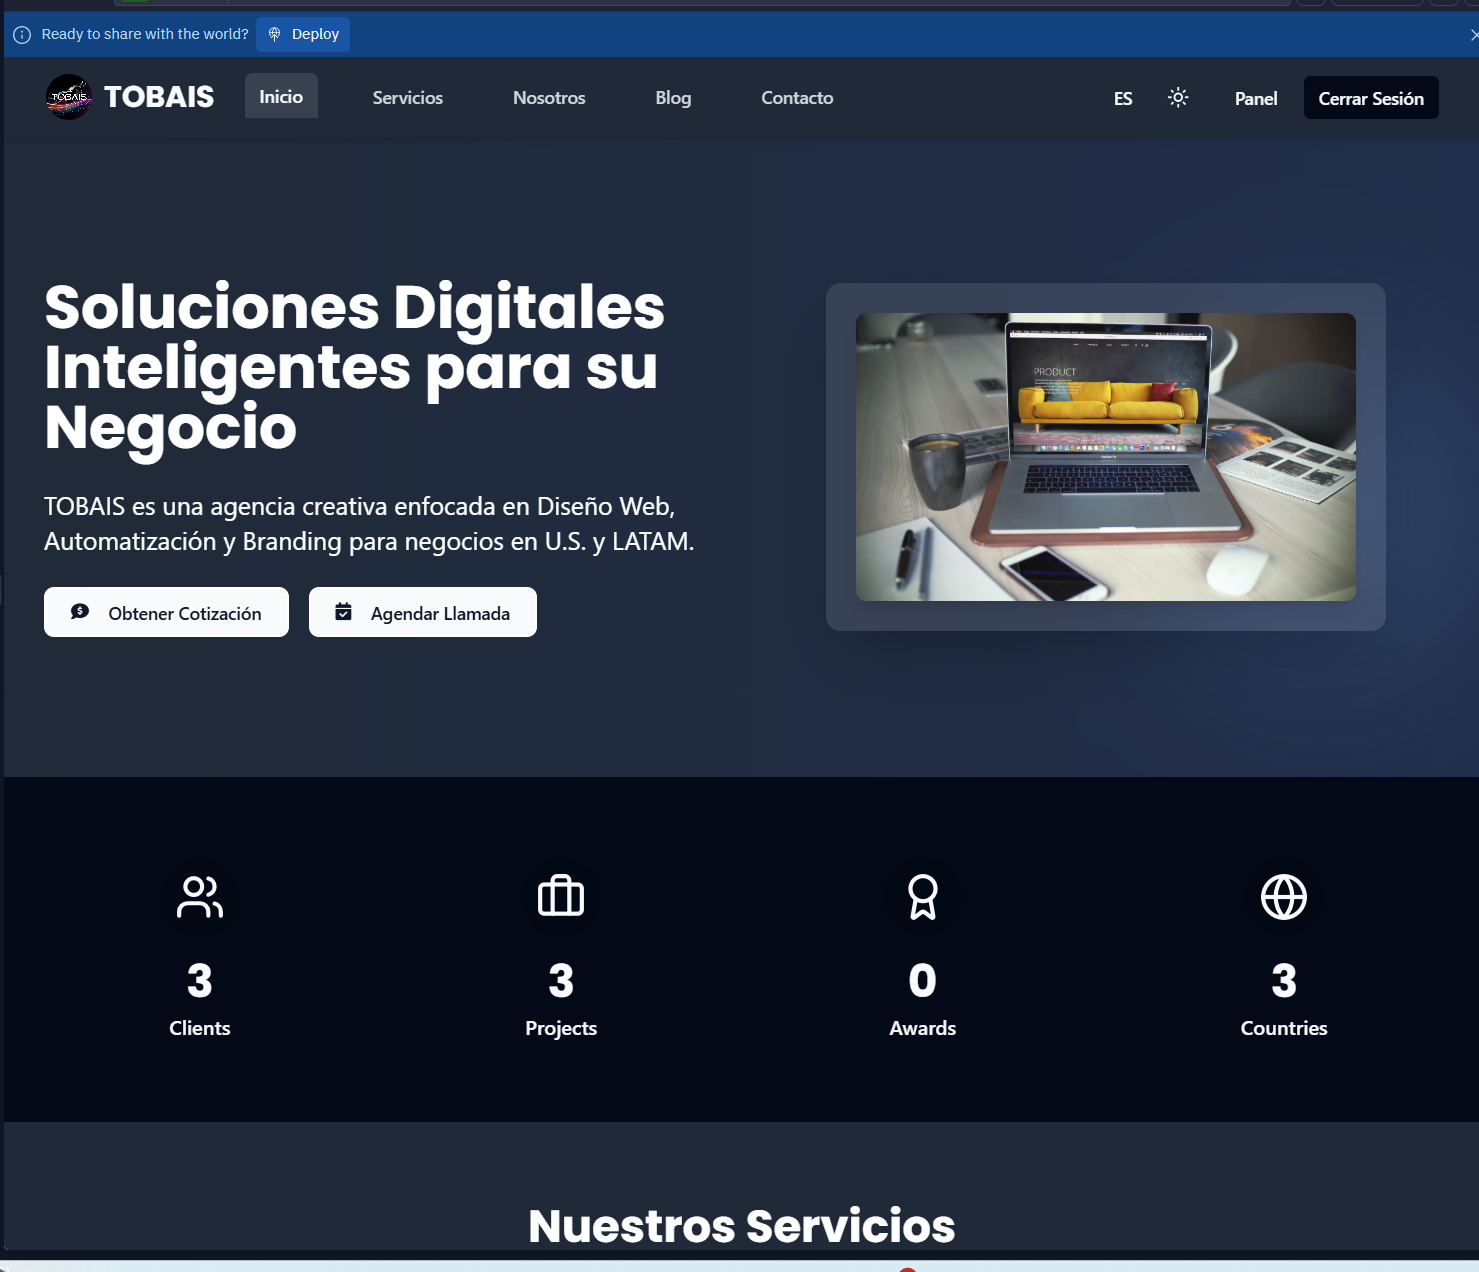 Ready to share with the world?
Deploy
TOBAIS
TOBAIS
Inicio
Servicios
Nosotros
Blog
Contacto
ES
Panel
Cerrar Sesión
Soluciones Digitales
Inteligentes para su
Negocio
TOBAIS es una agencia creativa enfocada en Diseño Web,
Automatización y Branding para negocios en U.S. y LATAM.
Obtener Cotización
Agendar Llamada
PRODUCT
3
Clients
3
Projects
0
Awards
3
Countries
Nuestros Servicios